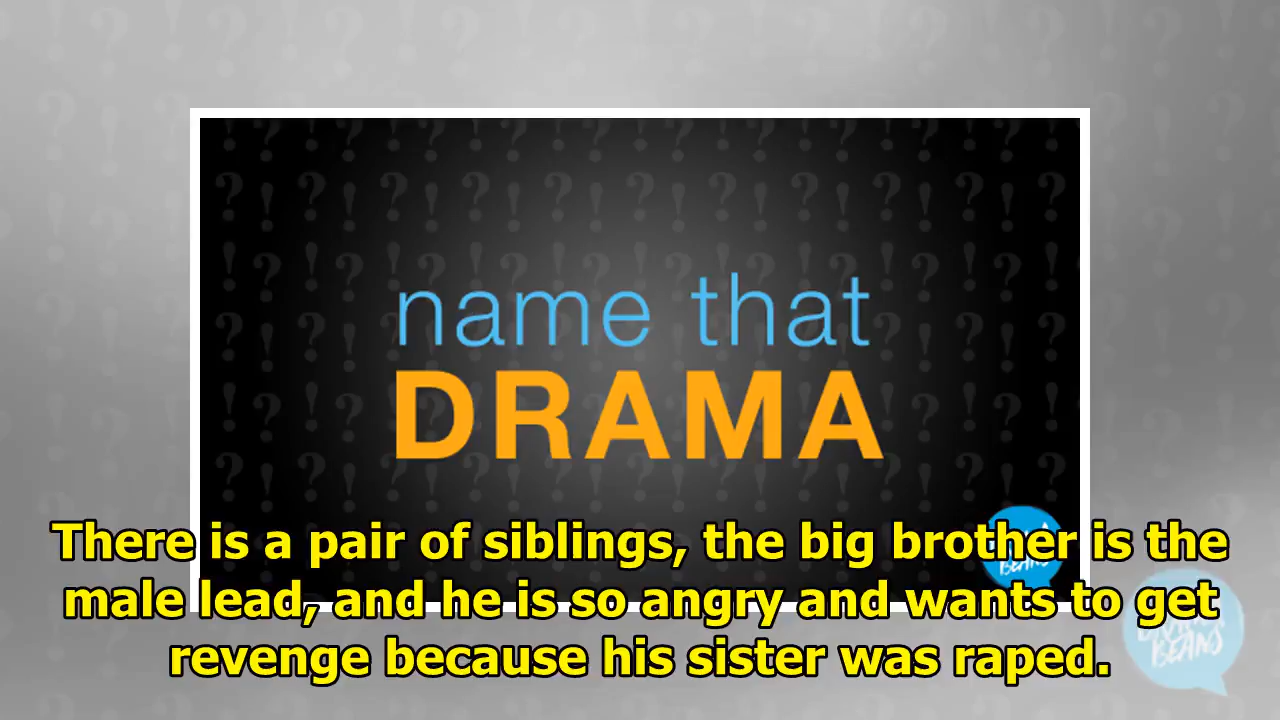 name that
DRAMA
There is a pair of siblings, the big brother is the
male lead, and he is so angry and wants to get
revenge because his sister was raped.
BEANS